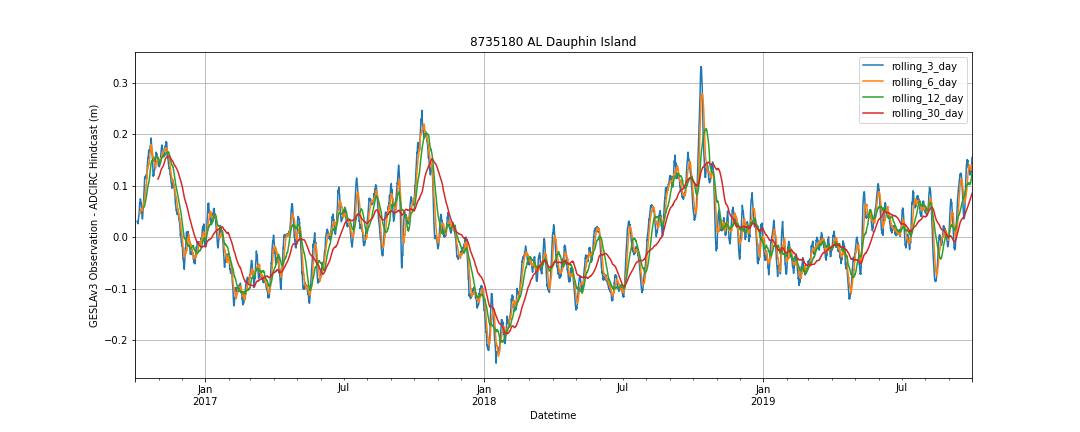 8735180 AL Dauphin Island
GESLAv3 Observation - ADCIRC Hindcast (m)
0.3
0.2
0.1
0.0
−0.1
−0.2
rolling_3_day
rolling_6_day
rolling_12_day
rolling_30_day
Jan
2017
Jul
Jan
2018
Jul
Jan
2019
Jul
Datetime